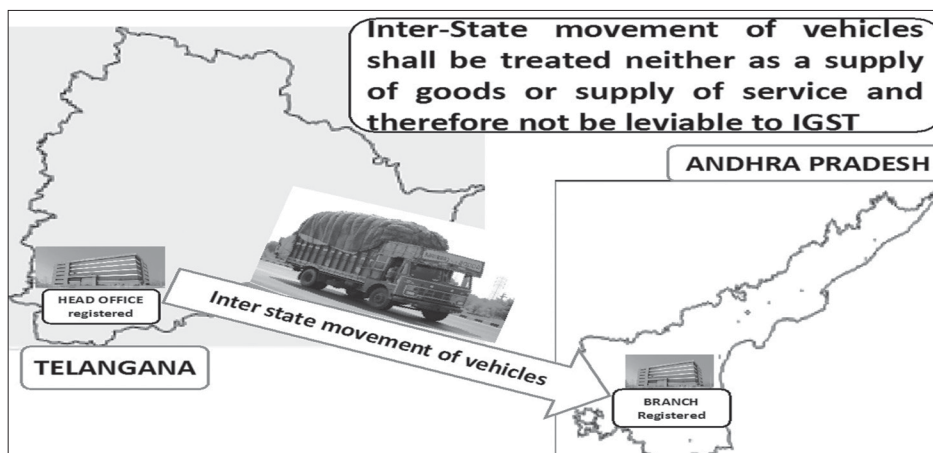 Inter-State movement of vehicles
shall be treated neither as a supply
of goods or supply of service and
therefore not be leviable to IGST
ANDHRA PRADESH
HEAD OFFICE
registered
Inter state movement of vehicles
TELANGANA
BRANCH
Registered